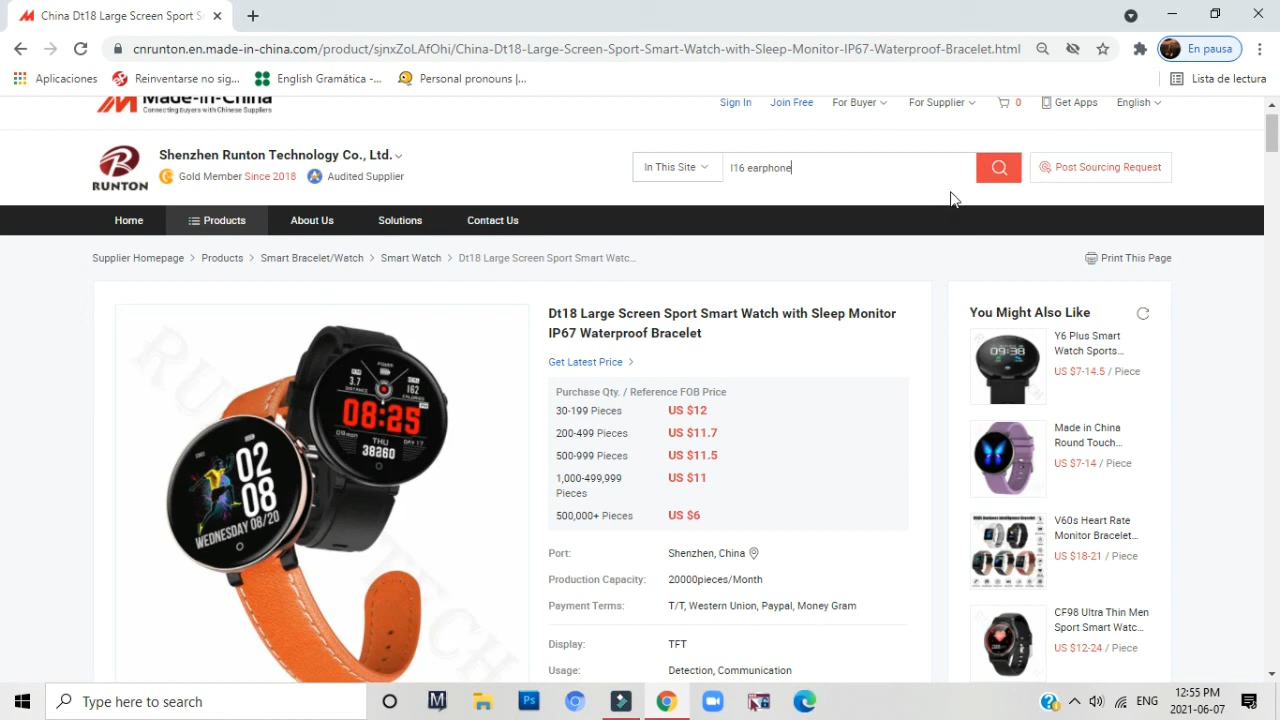 China Dt18 Large Screen Sport S
cnrunton.en.made-in-china.com/product/sjnxZoLAfOhi/China-Dt18-Large-Screen-Sport-Smart-Watch-with-Sleep-Monitor-IP67-Waterproof-Bracelet.html
En pausa
Aplicaciones
Reinventarse no sig...
English Gramática -...
Personal pronouns |...
Lista de lectura
Made-in-China
Connecting Buyers with Chinese Suppliers
Sign In
Join Free
For Buyer
For Supplier
0
Get Apps
English
RUNTON
Shenzhen Runton Technology Co., Ltd.
Gold Member Since 2018
Audited Supplier
In This Site
I16 earphone
Post Sourcing Request
Home
Products
About Us
Solutions
Contact Us
Supplier Homepage > Products > Smart Bracelet/Watch > Smart Watch > Dt18 Large Screen Sport Smart Watc...
Print This Page
Dt18 Large Screen Sport Smart Watch with Sleep Monitor
IP67 Waterproof Bracelet
Get Latest Price >
Purchase Qty. / Reference FOB Price
30-199 Pieces US $12
200-499 Pieces US $11.7
500-999 Pieces US $11.5
1,000-499,999 US $11
Pieces
500,000+ Pieces US $6
Port: Shenzhen, China
Production Capacity: 20000pieces/Month
Payment Terms: T/T, Western Union, Paypal, Money Gram
Display: TFT
Usage: Detection, Communication
POWER
3.7
DISTANCE
162
CALORIES
08:25
THU
DAY 17
38260
02
08
WEDNESDAY 08/20
You Might Also Like
09:38
Y6 Plus Smart
Watch Sports...
US $7-14.5 / Piece
Made in China
Round Touch...
US $7-14 / Piece
V60s Heart Rate
Monitor Bracelet...
US $18-21 / Piece
CF98 Ultra Thin Men
Sport Smart Watc...
US $12-24 / Piece
Type here to search
ENG
12:55 PM
2021-06-07